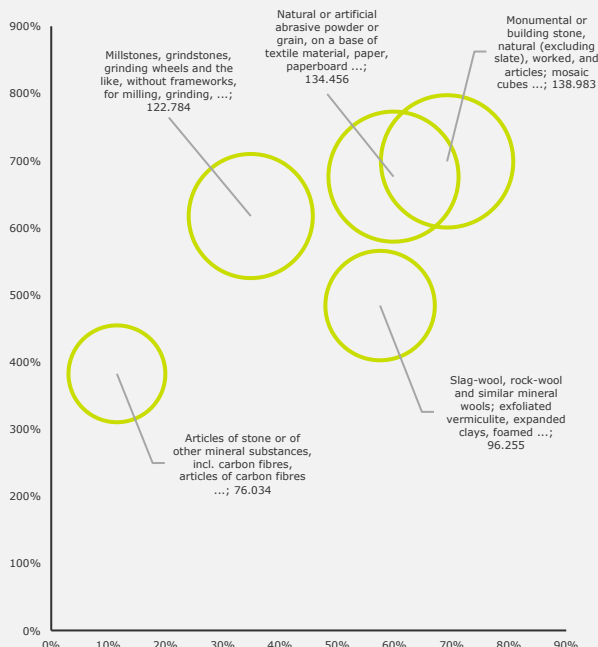 900%
800%
700%
600%
500%
400%
300%
200%
100%
0%
0%
10%
20%
30%
40%
50%
60%
70%
80%
90%
Millstones, grindstones,
grinding wheels and the
like, without frameworks,
for milling, grinding, ...;
122.784
Natural or artificial
abrasive powder or
grain, on a base of
textile material, paper,
paperboard ...;
134.456
Monumental or
building stone,
natural (excluding
slate), worked, and
articles; mosaic
cubes ...; 138.983
Slag-wool, rock-wool
and similar mineral
wools; exfoliated
vermiculite, expanded
clays, foamed ...;
96.255
Articles of stone or of
other mineral substances,
incl. carbon fibres,
articles of carbon fibres
...; 76.034